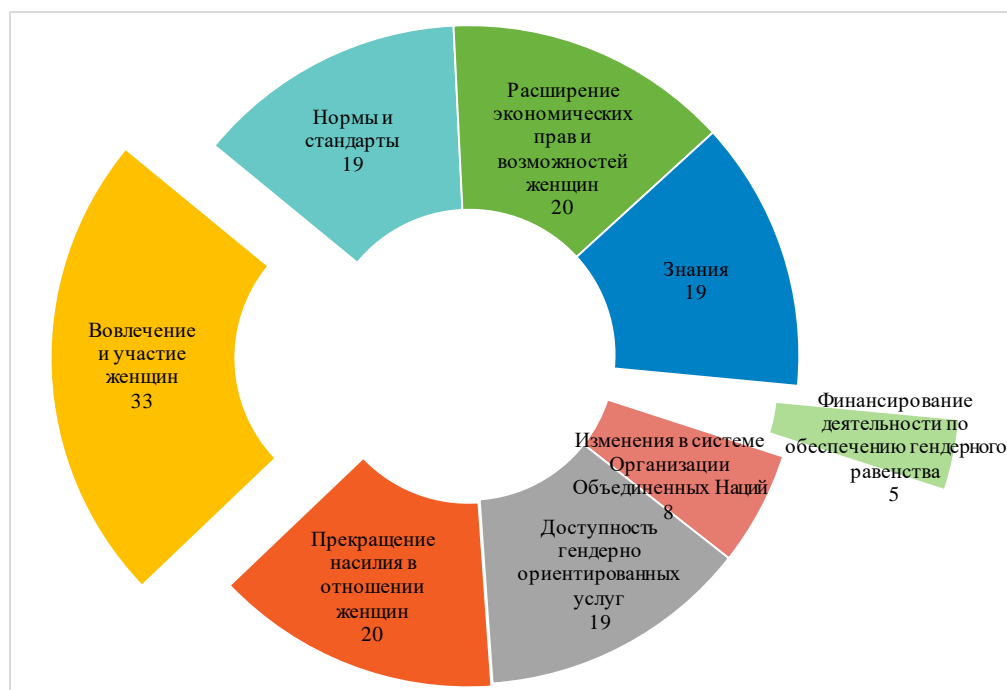 Нормы и
стандарты
19
Расширение
экономических
прав и
возможностей
женщин
20
Знания
19
Финансирование
деятельности по
обеспечению гендерного
равенства
5
Изменения в системе
Организации
Объединенных Наций
8
Доступность
гендерно
ориентированных
услуг
19
Прекращение
насилия в
отношении
женщин
20
Вовлечение
и участие
женщин
33